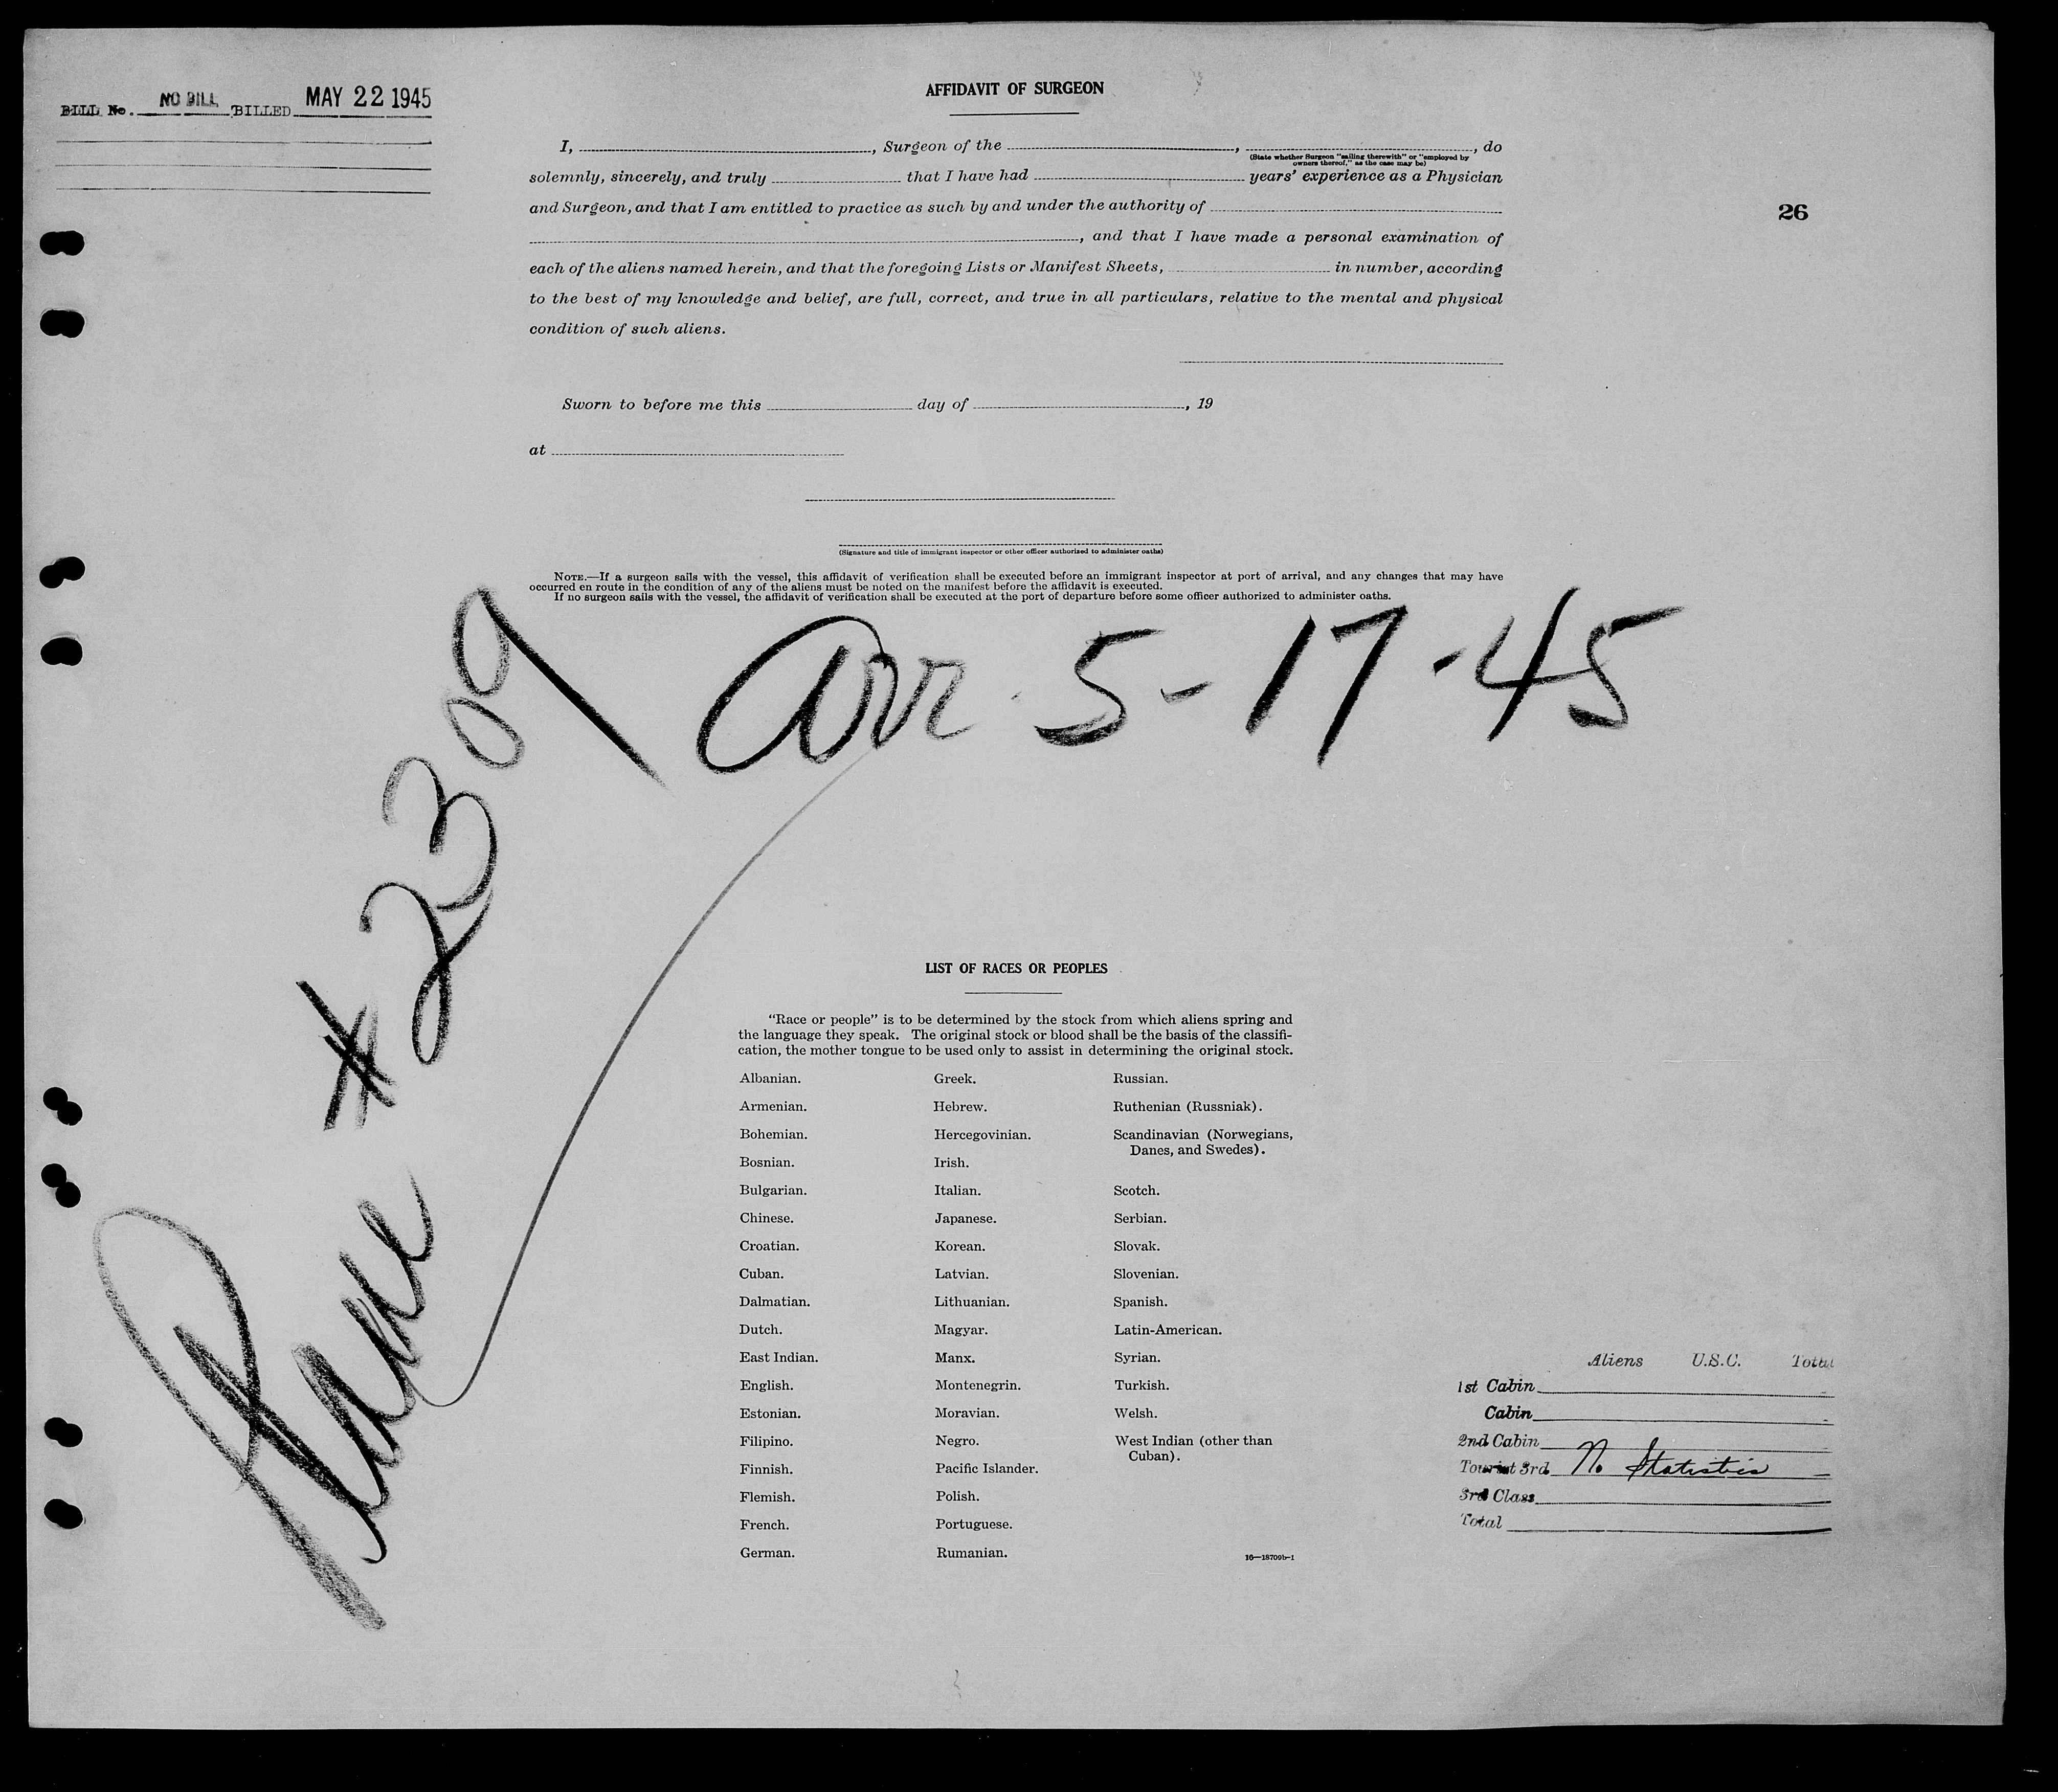 BILL No. NO BILL BILLED MAY 22 1945
AFFIDAVIT OF SURGEON
I, , Surgeon of the , , do
(State whether Surgeon "sailing therewith" or "employed by
owners thereof," as the case may be)
solemnly, sincerely, and truly that I have had years' experience as a Physician
and Surgeon, and that I am entitled to practice as such by and under the authority of
, and that I have made a personal examination of
each of the aliens named herein, and that the foregoing Lists or Manifest Sheets, in number, according
to the best of my knowledge and belief, are full, correct, and true in all particulars, relative to the mental and physical
condition of such aliens.
26
Sworn to before me this day of , 19
at
(Signature and title of immigrant inspector or other officer authorized to administer oaths)
NOTE.—If a surgeon sails with the vessel, this affidavit of verification shall be executed before an immigrant inspector at port of arrival, and any changes that may have
occurred en route in the condition of any of the aliens must be noted on the manifest before the affidavit is executed.
If no surgeon sails with the vessel, the affidavit of verification shall be executed at the port of departure before some officer authorized to administer oaths.
Arr. 5-17-45
Plane #2309
LIST OF RACES OR PEOPLES
"Race or people" is to be determined by the stock from which aliens spring and
the language they speak. The original stock or blood shall be the basis of the classifi-
cation, the mother tongue to be used only to assist in determining the original stock.
Albanian.
Armenian.
Bohemian.
Bosnian.
Bulgarian.
Chinese.
Croatian.
Cuban.
Dalmatian.
Dutch.
East Indian.
English.
Estonian.
Filipino.
Finnish.
Flemish.
French.
German.
Greek.
Hebrew.
Hercegovinian.
Irish.
Italian.
Japanese.
Korean.
Latvian.
Lithuanian.
Magyar.
Manx.
Montenegrin.
Moravian.
Negro.
Pacific Islander.
Polish.
Portuguese.
Rumanian.
Russian.
Ruthenian (Russniak).
Scandinavian (Norwegians,
Danes, and Swedes).
Scotch.
Serbian.
Slovak.
Slovenian.
Spanish.
Latin-American.
Syrian.
Turkish.
Welsh.
West Indian (other than
Cuban).
16—18709b-1
Aliens U.S.C. Total
1st Cabin
Cabin
2nd Cabin
Tourist 3rd No Statistics
3rd Class
Total